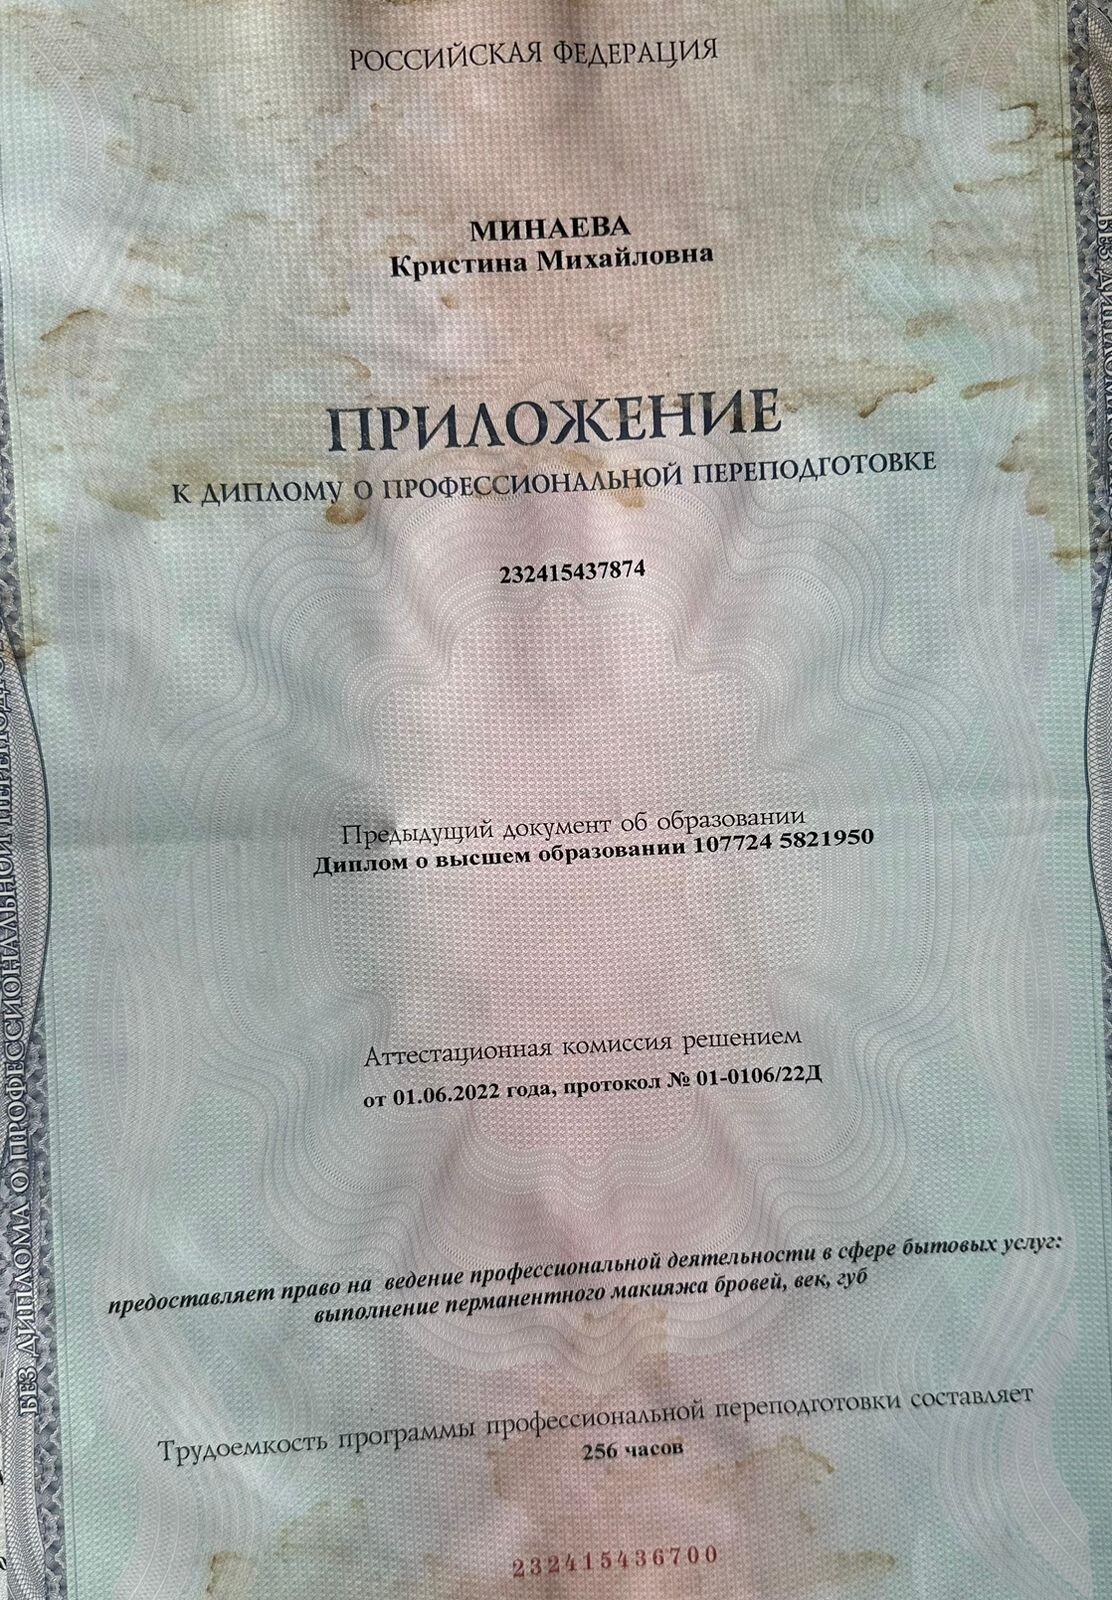 РОССИЙСКАЯ ФЕДЕРАЦИЯ
МИНАЕВА
Кристина Михайловна
ПРИЛОЖЕНИЕ
К ДИПЛОМУ О ПРОФЕССИОНАЛЬНОЙ ПЕРЕПОДГОТОВКЕ
232415437874
Предыдущий документ об образовании
Диплом о высшем образовании 107724 5821950
Аттестационная комиссия решением
от 01.06.2022 года, протокол № 01-0106/22Д
предоставляет право на ведение профессиональной деятельности в сфере бытовых услуг:
выполнение перманентного макияжа бровей, век, губ
Трудоемкость программы профессиональной переподготовки составляет
256 часов
232415436700
БЕЗ ДИПЛОМА О ПРОФЕССИОНАЛЬНОЙ
БЕЗ ДИПЛОМА